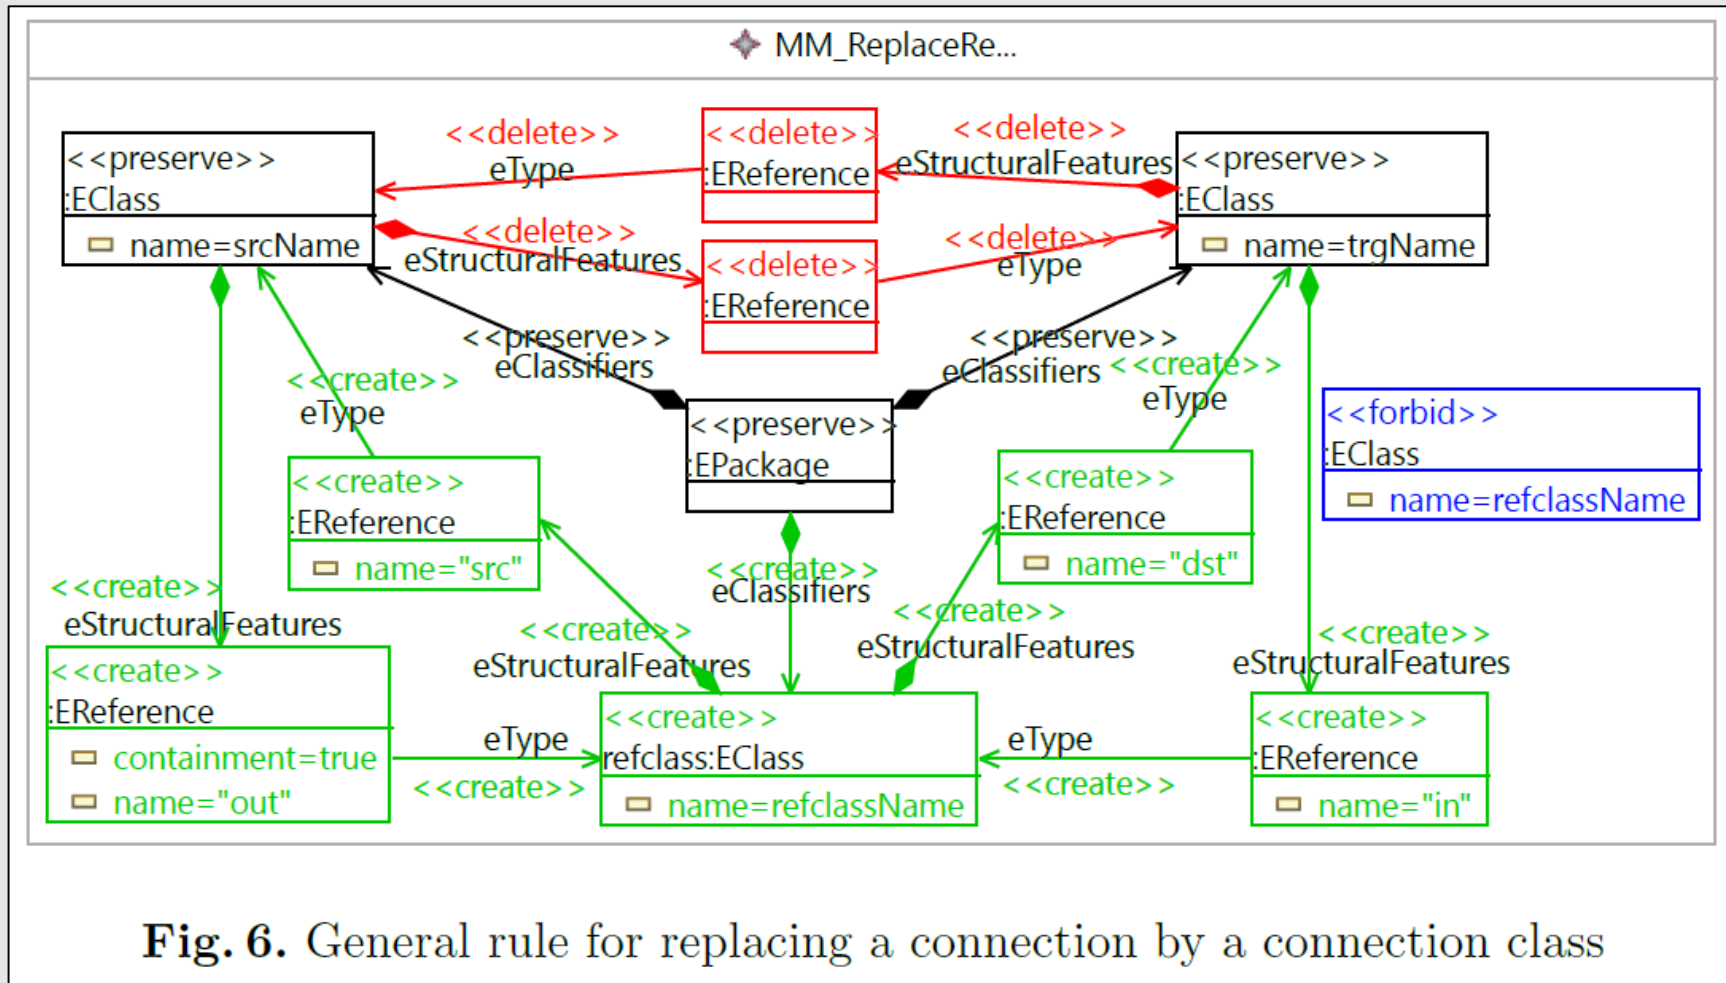 MM_ReplaceRe...
<<preserve>>
:EClass
name=srcName
<<delete>>
eType
<<delete>>
:EReference
<<delete>>
eStructuralFeatures
<<preserve>>
:EClass
name=trgName
<<delete>>
eStructuralFeatures
<<delete>>
:EReference
<<delete>>
eType
<<preserve>>
eClassifiers
<<preserve>>
eClassifiers
<<create>>
eType
<<create>>
eType
<<preserve>>
:EPackage
<<forbid>>
:EClass
name=refclassName
<<create>>
:EReference
name="src"
<<create>>
:EReference
name="dst"
<<create>>
eStructuralFeatures
<<create>>
eClassifiers
<<create>>
eStructuralFeatures
<<create>>
eStructuralFeatures
<<create>>
eStructuralFeatures
<<create>>
:EReference
containment=true
name="out"
eType
<<create>>
<<create>>
refclass:EClass
name=refclassName
eType
<<create>>
<<create>>
:EReference
name="in"
Fig. 6. General rule for replacing a connection by a connection class